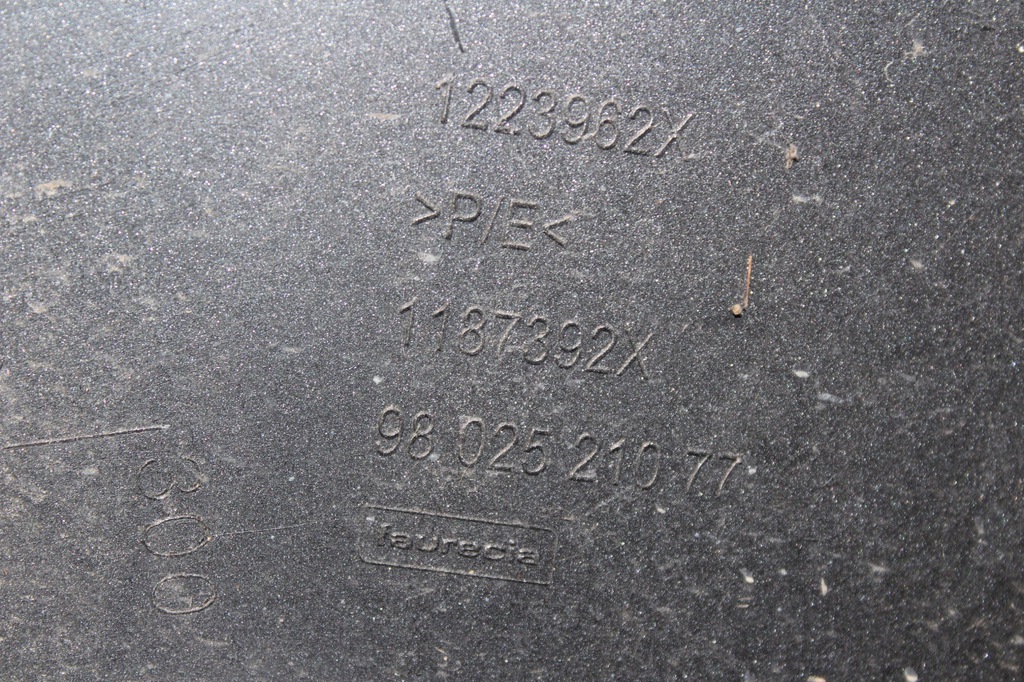 1223962X
>P/E<
1187392X
98 025 210 77
faurecia